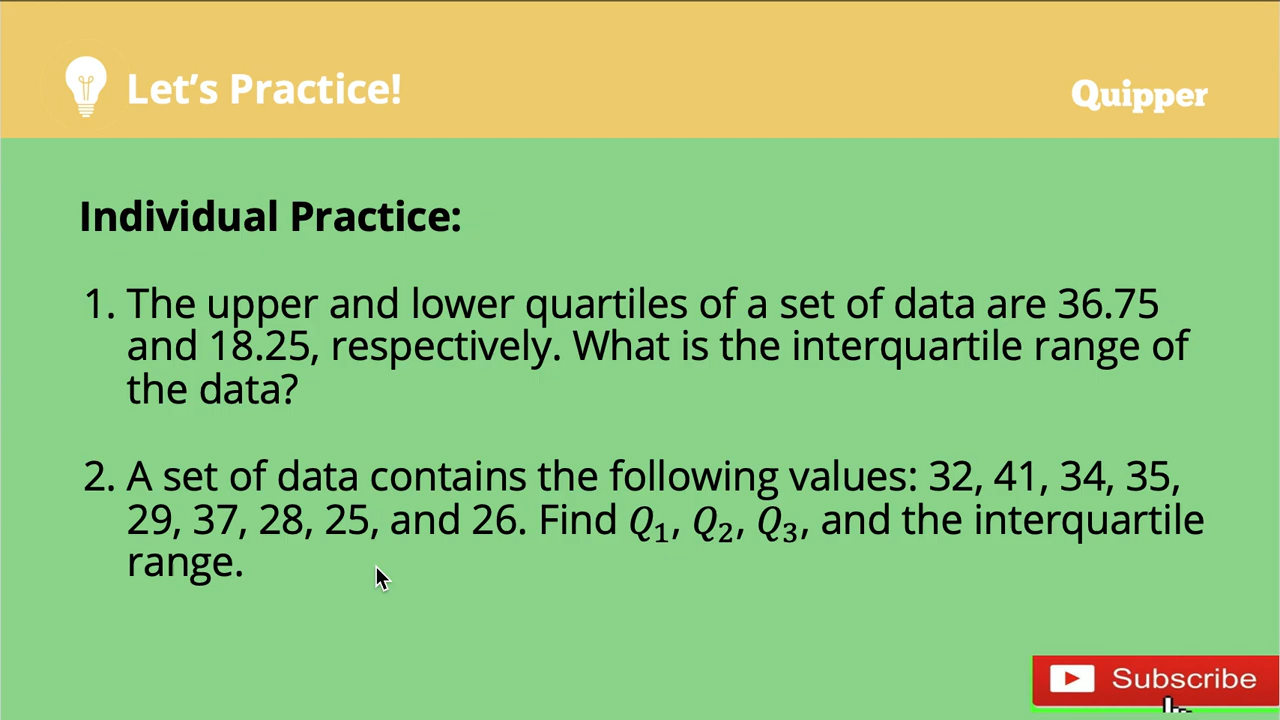 Let’s Practice!
Quipper
Individual Practice:
1. The upper and lower quartiles of a set of data are 36.75
and 18.25, respectively. What is the interquartile range of
the data?
2. A set of data contains the following values: 32, 41, 34, 35,
29, 37, 28, 25, and 26. Find Q₁, Q₂, Q₃, and the interquartile
range.
Subscribe